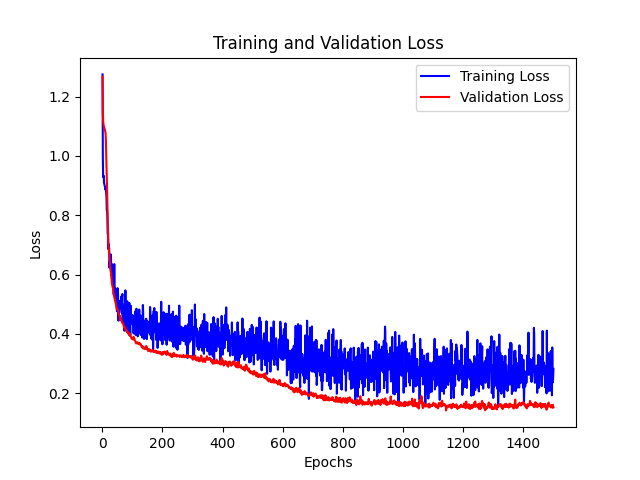 Training and Validation Loss
Training Loss
Validation Loss
Loss
1.2
1.0
0.8
0.6
0.4
0.2
0 200 400 600 800 1000 1200 1400
Epochs